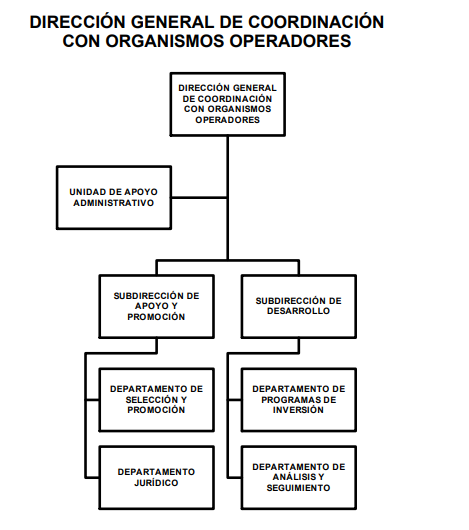 DIRECCIÓN GENERAL DE COORDINACIÓN
CON ORGANISMOS OPERADORES
DIRECCIÓN GENERAL
DE COORDINACIÓN
CON ORGANISMOS
OPERADORES
UNIDAD DE APOYO
ADMINISTRATIVO
SUBDIRECCIÓN DE
APOYO Y
PROMOCIÓN
SUBDIRECCIÓN DE
DESARROLLO
DEPARTAMENTO DE
SELECCIÓN Y
PROMOCIÓN
DEPARTAMENTO DE
PROGRAMAS DE
INVERSIÓN
DEPARTAMENTO
JURÍDICO
DEPARTAMENTO DE
ANÁLISIS Y
SEGUIMIENTO